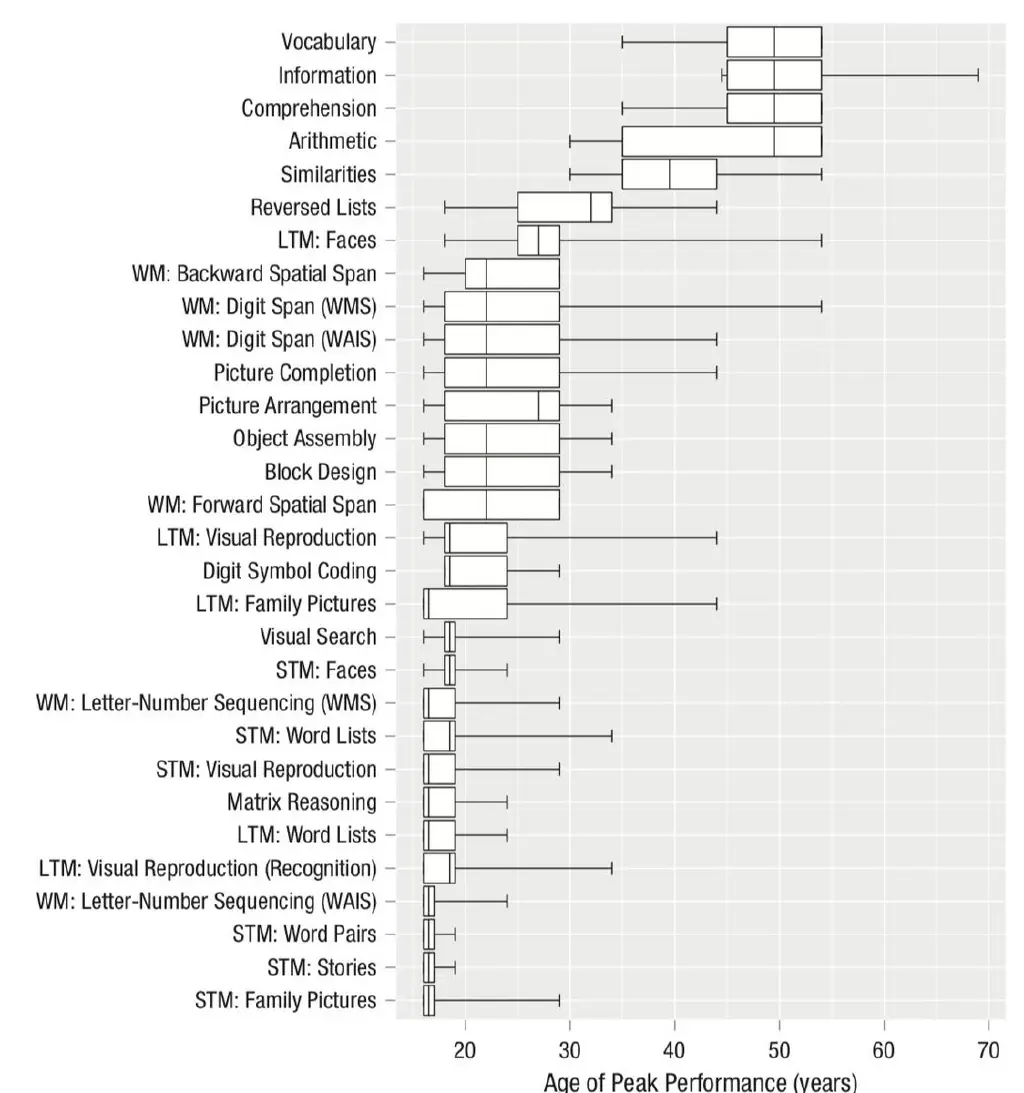 Vocabulary
Information
Comprehension
Arithmetic
Similarities
Reversed Lists
LTM: Faces
WM: Backward Spatial Span
WM: Digit Span (WMS)
WM: Digit Span (WAIS)
Picture Completion
Picture Arrangement
Object Assembly
Block Design
WM: Forward Spatial Span
LTM: Visual Reproduction
Digit Symbol Coding
LTM: Family Pictures
Visual Search
STM: Faces
WM: Letter-Number Sequencing (WMS)
STM: Word Lists
STM: Visual Reproduction
Matrix Reasoning
LTM: Word Lists
LTM: Visual Reproduction (Recognition)
WM: Letter-Number Sequencing (WAIS)
STM: Word Pairs
STM: Stories
STM: Family Pictures
20 30 40 50 60 70
Age of Peak Performance (years)